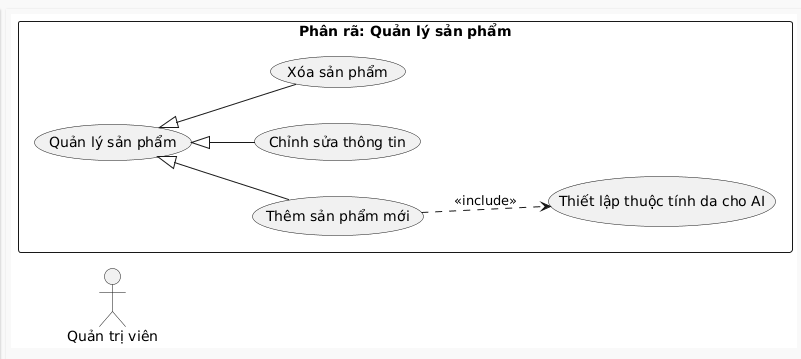 Phân rã: Quản lý sản phẩm
Xóa sản phẩm
Quản lý sản phẩm
Chỉnh sửa thông tin
«include»
Thiết lập thuộc tính da cho AI
Thêm sản phẩm mới
Quản trị viên